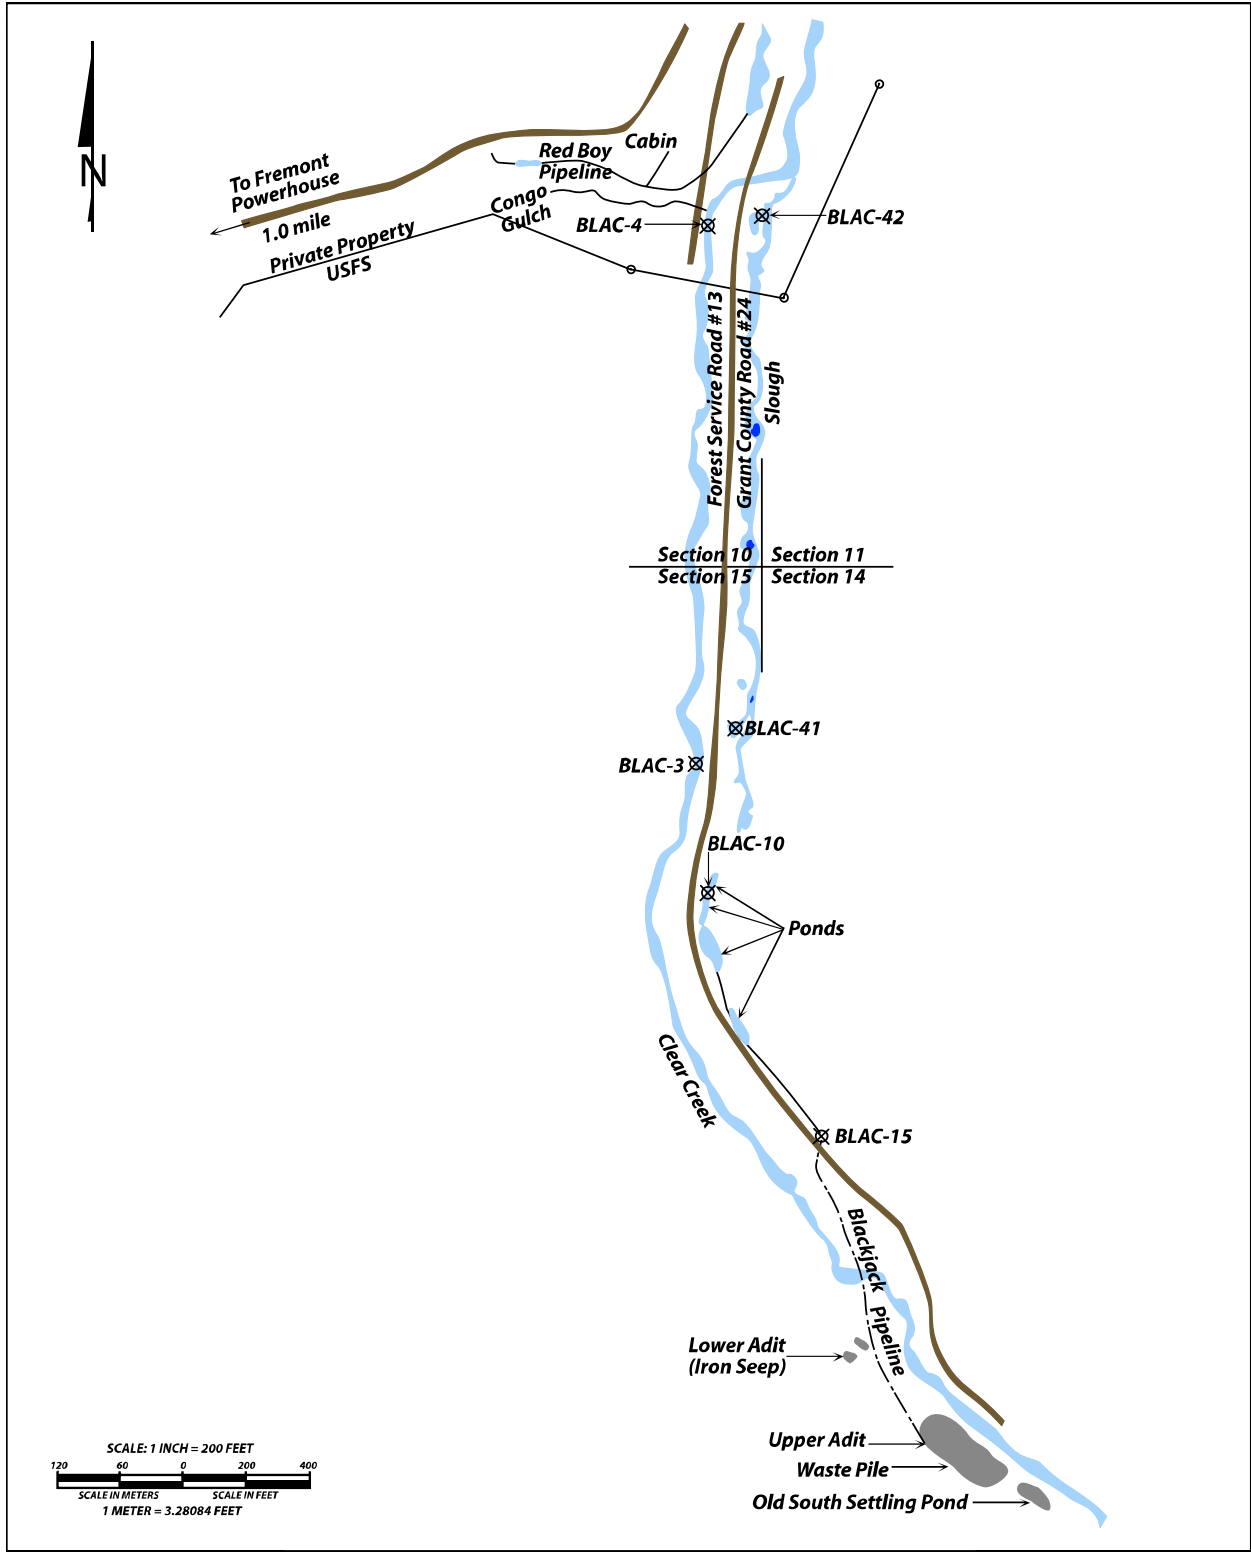 N
Cabin
Red Boy
Pipeline
To Fremont
Powerhouse
1.0 mile
Congo
Gulch
BLAC-4
BLAC-42
Private Property
USFS
Forest Service Road #13
Grant County Road #24
Slough
Section 10
Section 11
Section 15
Section 14
BLAC-41
BLAC-3
BLAC-10
Ponds
Clear Creek
BLAC-15
Blackjack Pipeline
Lower Adit
(Iron Seep)
Upper Adit
Waste Pile
Old South Settling Pond
SCALE: 1 INCH = 200 FEET
120 60 0 200 400
SCALE IN METERS SCALE IN FEET
1 METER = 3.28084 FEET